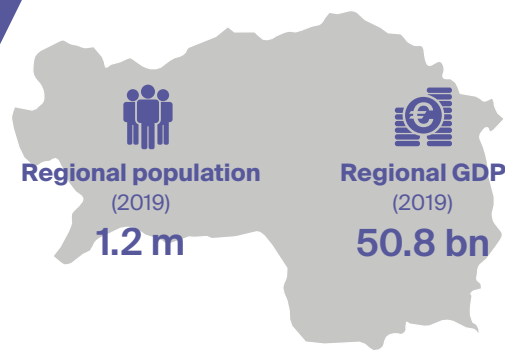 €
Regional population
(2019)
1.2 m
Regional GDP
(2019)
50.8 bn